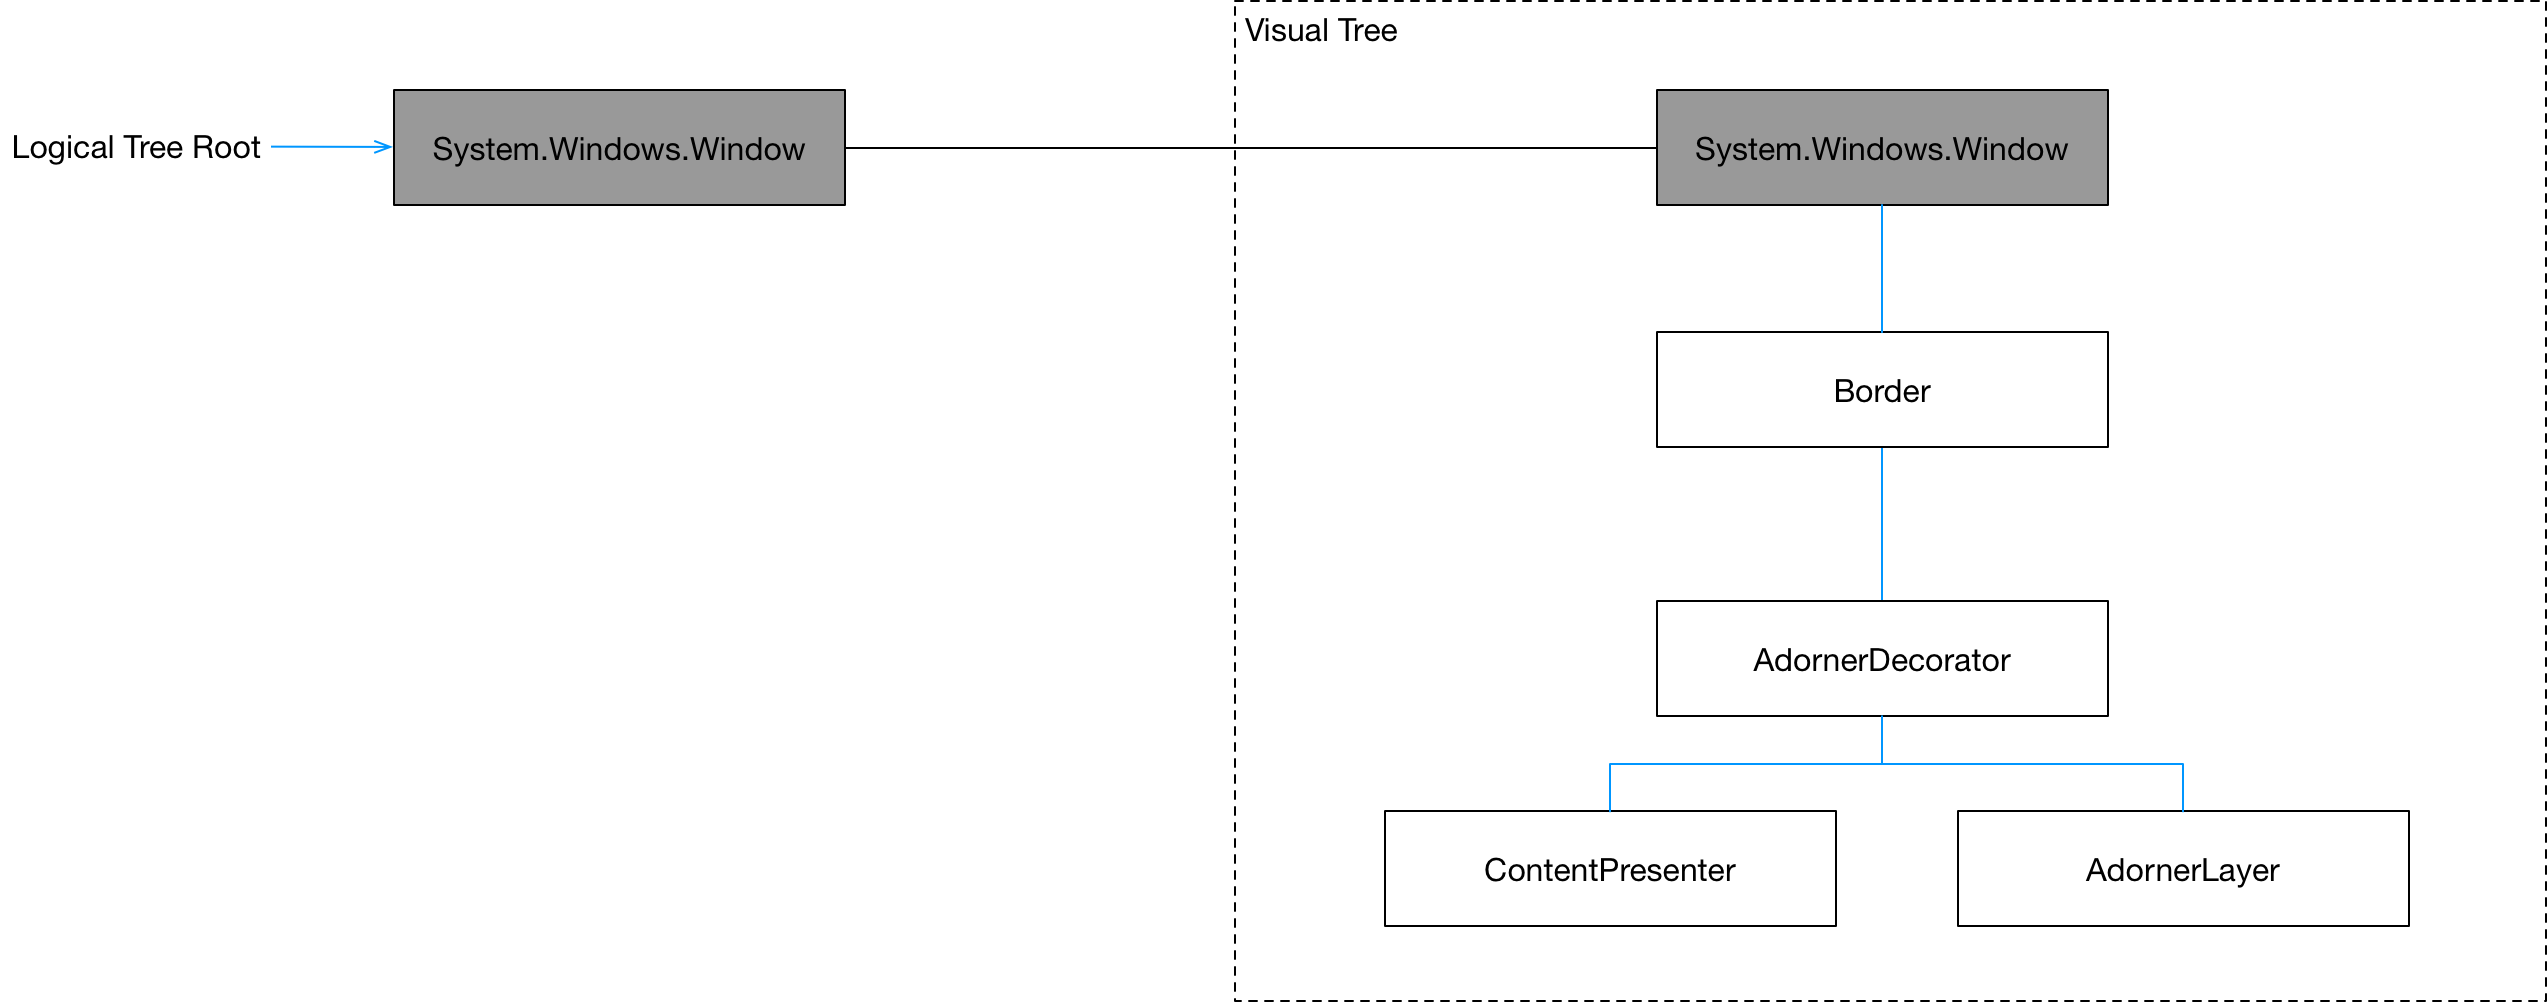 Visual Tree
Logical Tree Root
System.Windows.Window
System.Windows.Window
Border
AdornerDecorator
ContentPresenter
AdornerLayer